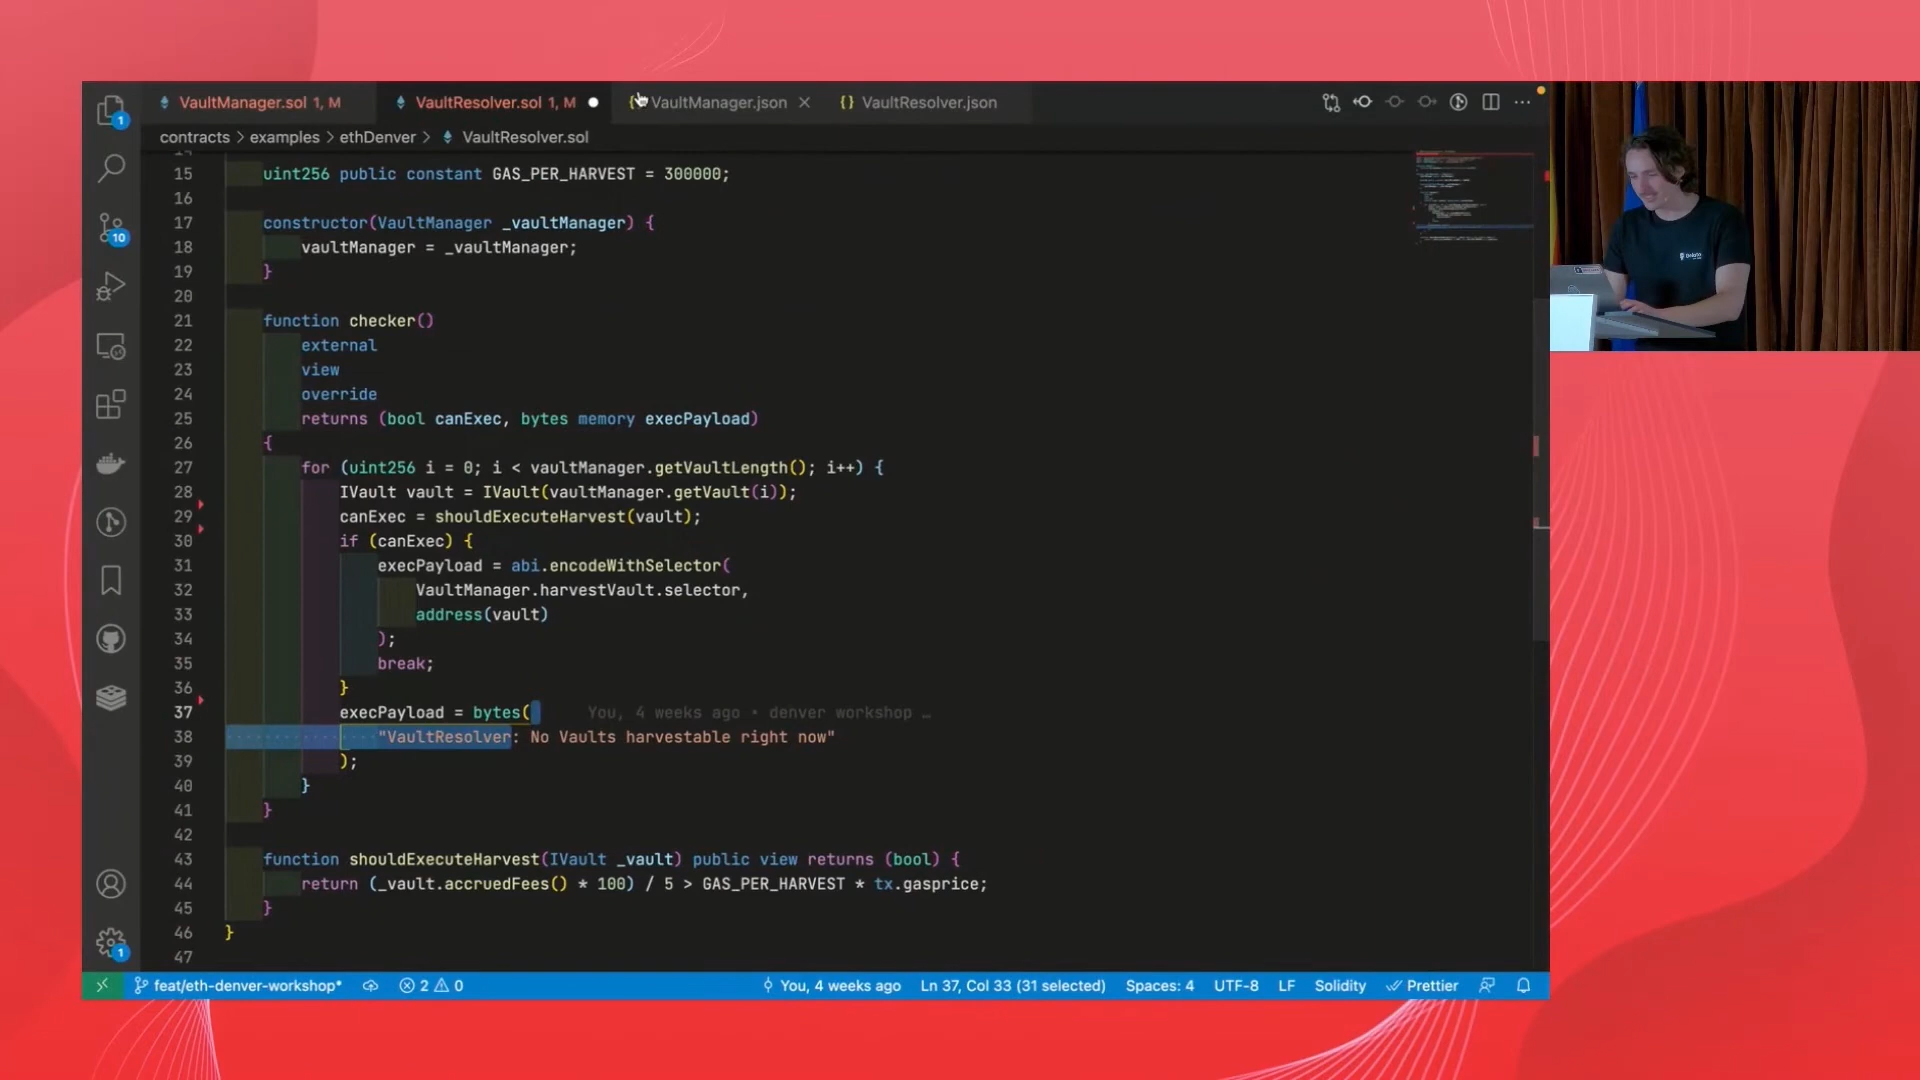 VaultManager.sol 1, M
VaultResolver.sol 1, M
{} VaultManager.json
{} VaultResolver.json
contracts > examples > ethDenver > VaultResolver.sol
15 uint256 public constant GAS_PER_HARVEST = 300000;
16
17 constructor(VaultManager _vaultManager) {
18 vaultManager = _vaultManager;
19 }
20
21 function checker()
22 external
23 view
24 override
25 returns (bool canExec, bytes memory execPayload)
26 {
27 for (uint256 i = 0; i < vaultManager.getVaultLength(); i++) {
28 IVault vault = IVault(vaultManager.getVault(i));
29 canExec = shouldExecuteHarvest(vault);
30 if (canExec) {
31 execPayload = abi.encodeWithSelector(
32 VaultManager.harvestVault.selector,
33 address(vault)
34 );
35 break;
36 }
37 execPayload = bytes( You, 4 weeks ago • denver workshop …
38 "VaultResolver: No Vaults harvestable right now"
39 );
40 }
41 }
42
43 function shouldExecuteHarvest(IVault _vault) public view returns (bool) {
44 return (_vault.accruedFees() * 100) / 5 > GAS_PER_HARVEST * tx.gasprice;
45 }
46 }
47
1
10
1
feat/eth-denver-workshop* 2 0 You, 4 weeks ago Ln 37, Col 33 (31 selected) Spaces: 4 UTF-8 LF Solidity Prettier